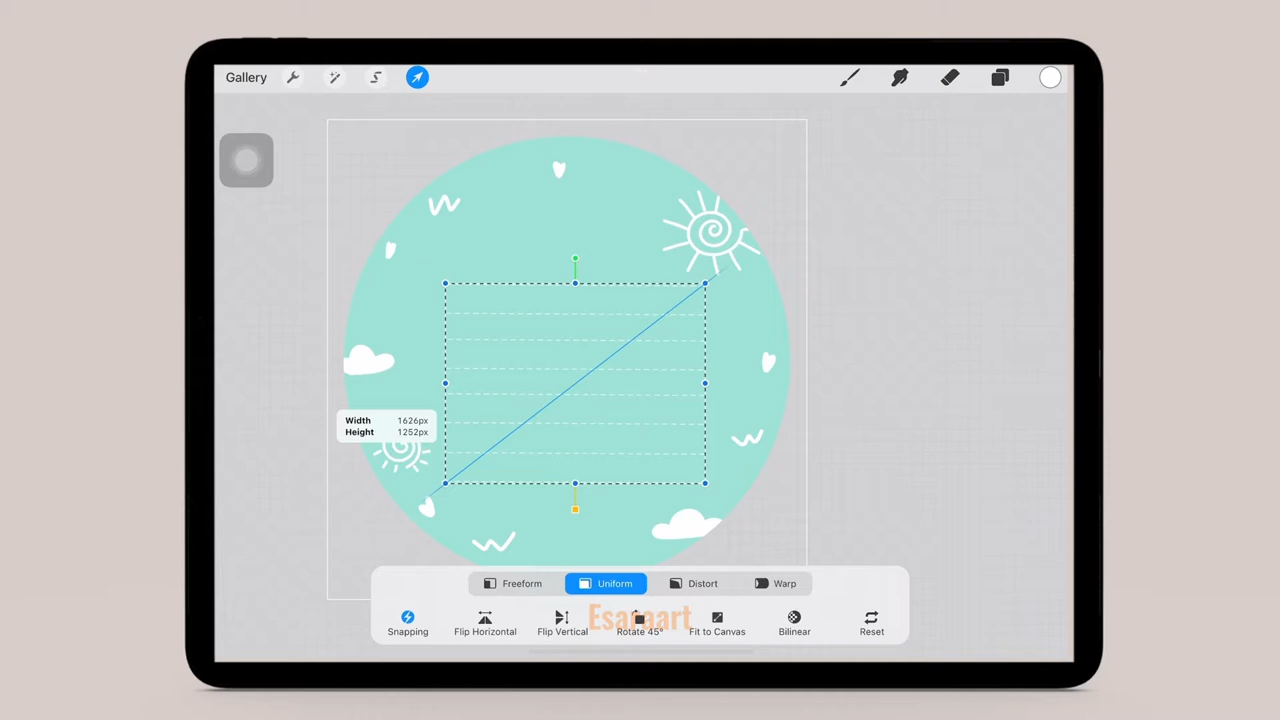 Gallery
Width 1626px
Height 1252px
Freeform Uniform Distort Warp
Esaraart
Snapping Flip Horizontal Flip Vertical Rotate 45° Fit to Canvas Bilinear Reset